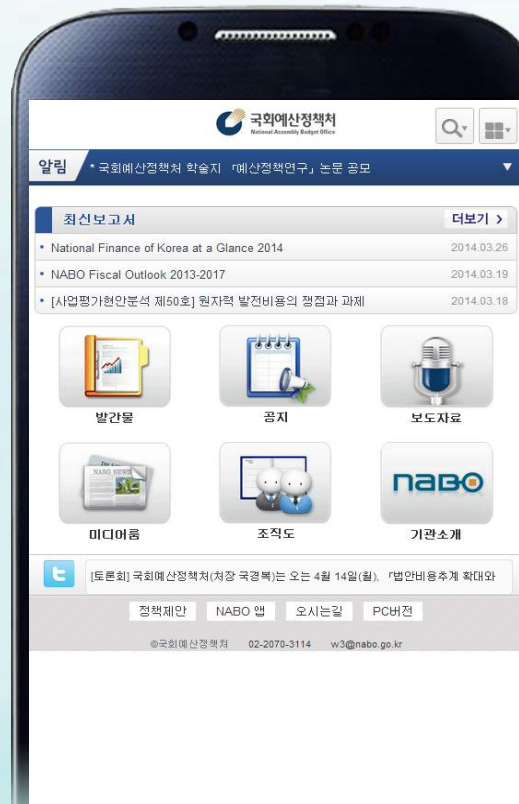 국회예산정책처
National Assembly Budget Office
알림 * 국회예산정책처 학술지 「예산정책연구」 논문 공모
최신보고서 더보기 >
• National Finance of Korea at a Glance 2014 2014.03.26
• NABO Fiscal Outlook 2013-2017 2014.03.19
• [사업평가현안분석 제50호] 원자력 발전비용의 쟁점과 과제 2014.03.18
발간물 공지 보도자료
NABO NEWS
NABO
미디어룸 조직도 기관소개
[토론회] 국회예산정책처(처장 국경복)는 오는 4월 14일(월), 「법안비용추계 확대와
정책제안 NABO 앱 오시는길 PC버전
©국회예산정책처 02-2070-3114 w3@nabo.go.kr